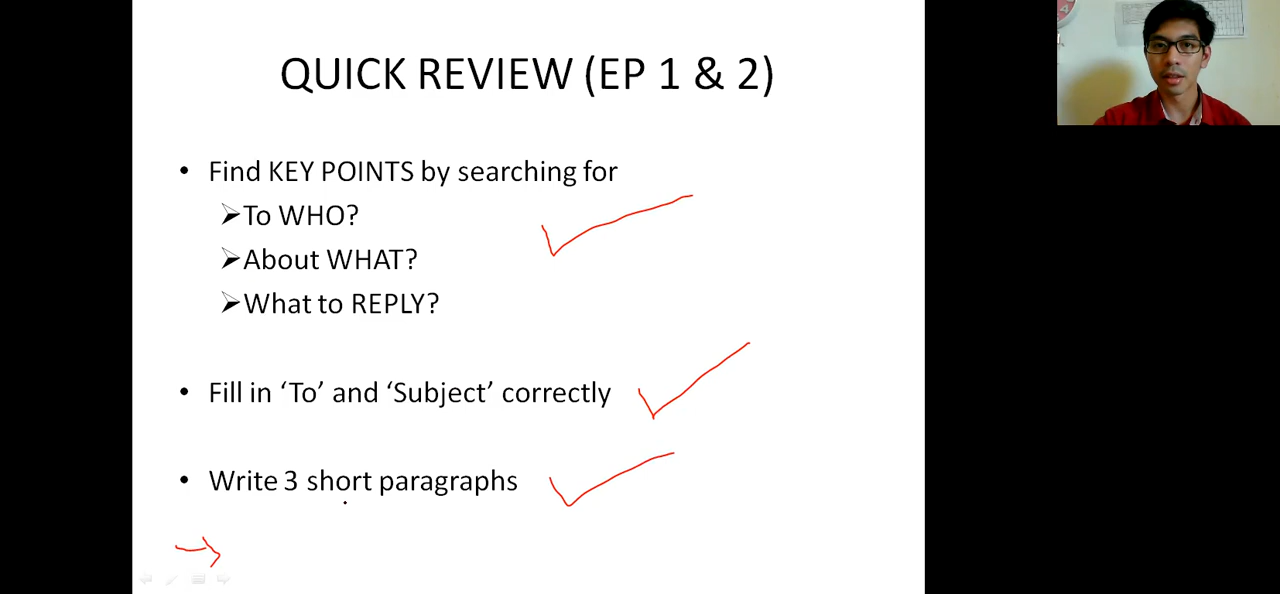 QUICK REVIEW (EP 1 & 2)
• Find KEY POINTS by searching for
➢To WHO?
➢About WHAT?
➢What to REPLY?
• Fill in ‘To’ and ‘Subject’ correctly
• Write 3 short paragraphs